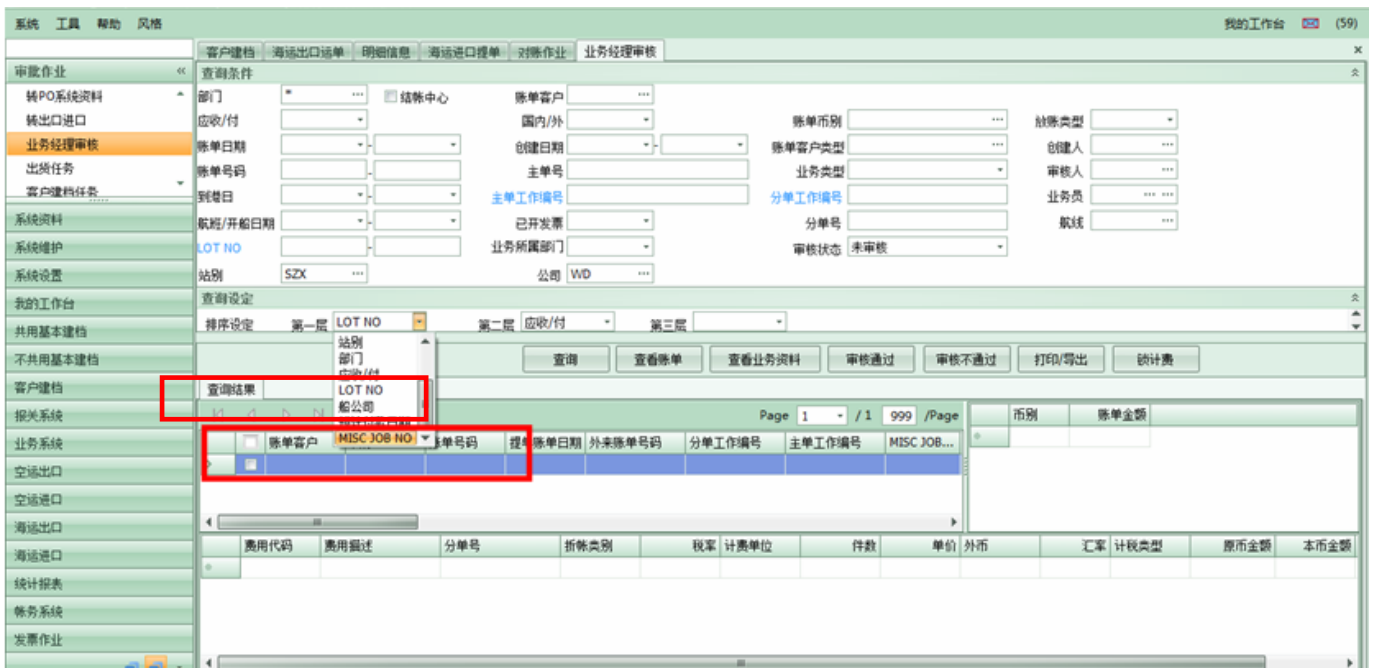 系统 工具 帮助 风格 我的工作台 (59)
客户建档 海运出口运单 明细信息 海运进口提单 对账作业 业务经理审核 ×
审批作业 «
转PO系统资料
转出口进口
业务经理审核
出货任务
客户建档任务
系统资料
系统维护
系统设置
我的工作台
共用基本建档
不共用基本建档
客户建档
报关系统
业务系统
空运出口
空运进口
海运出口
海运进口
统计报表
帐务系统
发票作业
查询条件
部门 * ... 结帐中心 账单客户 ...
应收/付 国内/外 账单币别 ... 放账类型
账单日期 - 创建日期 - 账单客户类型 ... 创建人 ...
账单号码 - 主单号 业务类型 审核人 ...
到港日 - 主单工作编号 分单工作编号 业务员 ... ...
航班/开船日期 - 已开发票 分单号 航线 ...
LOT NO - 业务所属部门 审核状态 未审核
站别 SZX ... 公司 WD ...
查询设定
排序设定 第一层 LOT NO 第二层 应收/付 第三层
站别
部门
应收/付
LOT NO
船公司
MISC JOB NO
查询 查看账单 查看业务资料 审核通过 审核不通过 打印/导出 锁计费
查询结果
Page 1 / 1 999 /Page
账单客户 账单号码 提单账单日期 外来账单号码 分单工作编号 主单工作编号 MISC JOB...
币别 账单金额
费用代码 费用描述 分单号 折帐类别 税率 计费单位 件数 单价 外币 汇率 计税类型 原币金额 本币金额